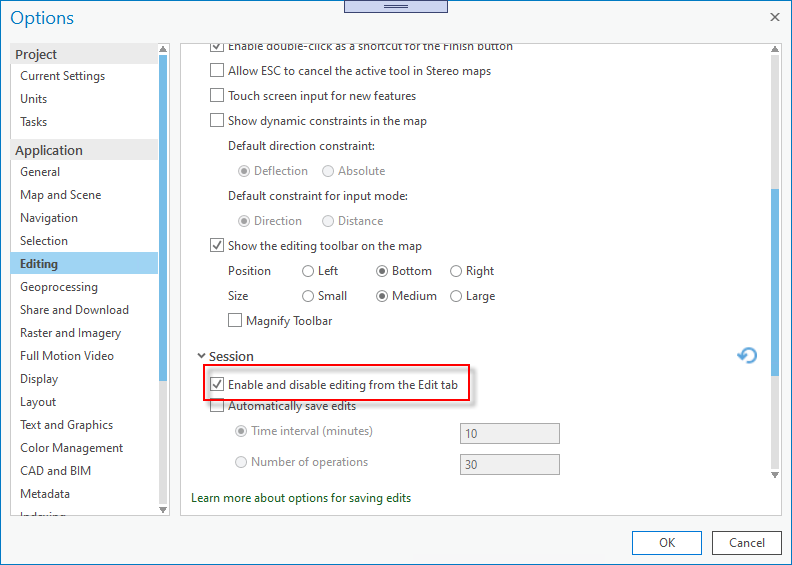 Options
Project
Current Settings
Units
Tasks
Application
General
Map and Scene
Navigation
Selection
Editing
Geoprocessing
Share and Download
Raster and Imagery
Full Motion Video
Display
Layout
Text and Graphics
Color Management
CAD and BIM
Metadata
Indexing
Enable double-click as a shortcut for the Finish button
Allow ESC to cancel the active tool in Stereo maps
Touch screen input for new features
Show dynamic constraints in the map
Default direction constraint:
Deflection Absolute
Default constraint for input mode:
Direction Distance
Show the editing toolbar on the map
Position Left Bottom Right
Size Small Medium Large
Magnify Toolbar
Session
Enable and disable editing from the Edit tab
Automatically save edits
Time interval (minutes) 10
Number of operations 30
Learn more about options for saving edits
OK Cancel